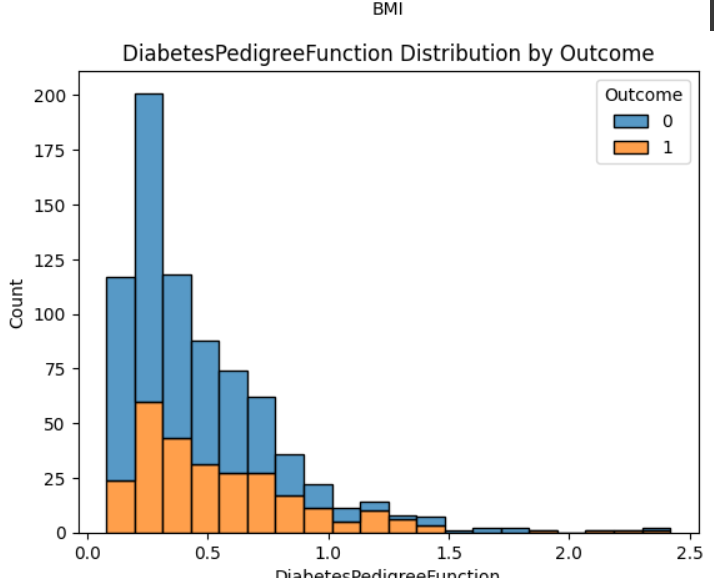 BMI
DiabetesPedigreeFunction Distribution by Outcome
200
175
150
125
100
75
50
25
0
Count
Outcome
0
1
0.0 0.5 1.0 1.5 2.0 2.5
DiabetesPedigreeFunction